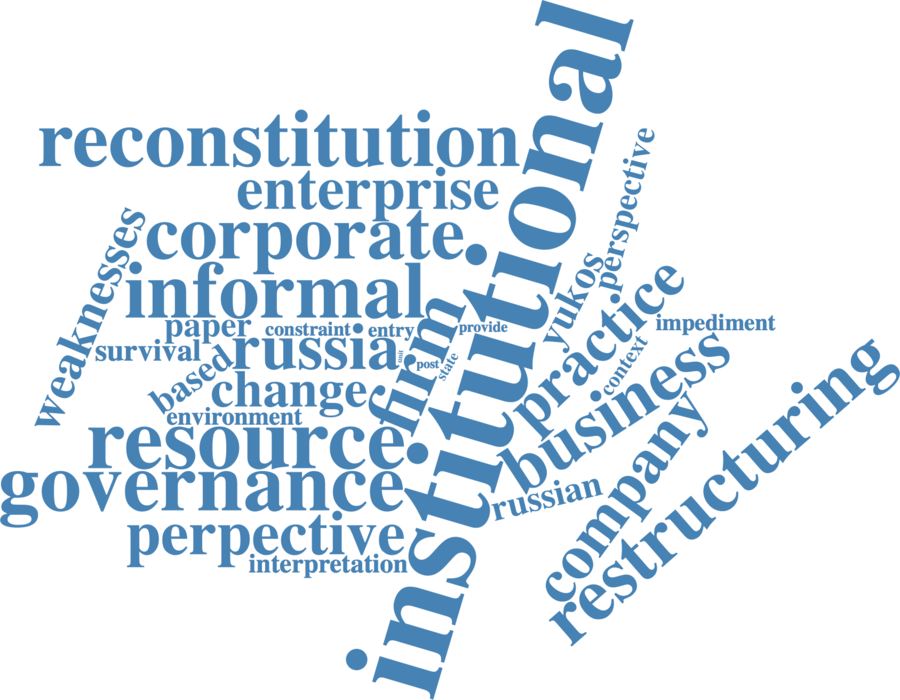 institutional
reconstitution
enterprise
corporate
perspective
weaknesses
informal
yukos
practice
paper
constraint
entry
provide
firm
impediment
survival
russia
unit
post
state
context
based
change
business
environment
resource
company
restructuring
governance
russian
perpective
interpretation